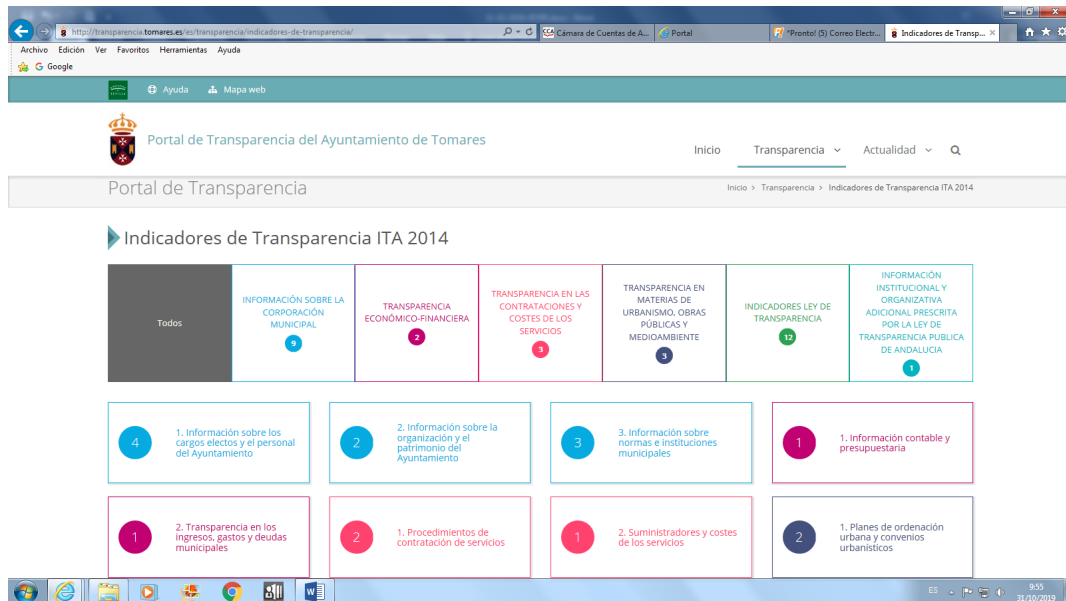 http://transparencia.tomares.es/es/transparencia/indicadores-de-transparencia/
Cámara de Cuentas de A...
Portal
*Pronto! (5) Correo Electr...
Indicadores de Transp...
Archivo Edición Ver Favoritos Herramientas Ayuda
Google
Ayuda Mapa web
Portal de Transparencia del Ayuntamiento de Tomares
Inicio Transparencia Actualidad
Portal de Transparencia
Inicio > Transparencia > Indicadores de Transparencia ITA 2014
Indicadores de Transparencia ITA 2014
Todos
INFORMACIÓN SOBRE LA
CORPORACIÓN
MUNICIPAL
9
TRANSPARENCIA
ECONÓMICO-FINANCIERA
2
TRANSPARENCIA EN LAS
CONTRATACIONES Y
COSTES DE LOS
SERVICIOS
3
TRANSPARENCIA EN
MATERIAS DE
URBANISMO, OBRAS
PÚBLICAS Y
MEDIOAMBIENTE
3
INDICADORES LEY DE
TRANSPARENCIA
12
INFORMACIÓN
INSTITUCIONAL Y
ORGANIZATIVA
ADICIONAL PRESCRITA
POR LA LEY DE
TRANSPARENCIA PUBLICA
DE ANDALUCIA
1
4
1. Información sobre los
cargos electos y el personal
del Ayuntamiento
2
2. Información sobre la
organización y el
patrimonio del
Ayuntamiento
3
3. Información sobre
normas e instituciones
municipales
1
1. Información contable y
presupuestaria
1
2. Transparencia en los
ingresos, gastos y deudas
municipales
2
1. Procedimientos de
contratación de servicios
1
2. Suministradores y costes
de los servicios
2
1. Planes de ordenación
urbana y convenios
urbanísticos
ES
9:55
31/10/2019